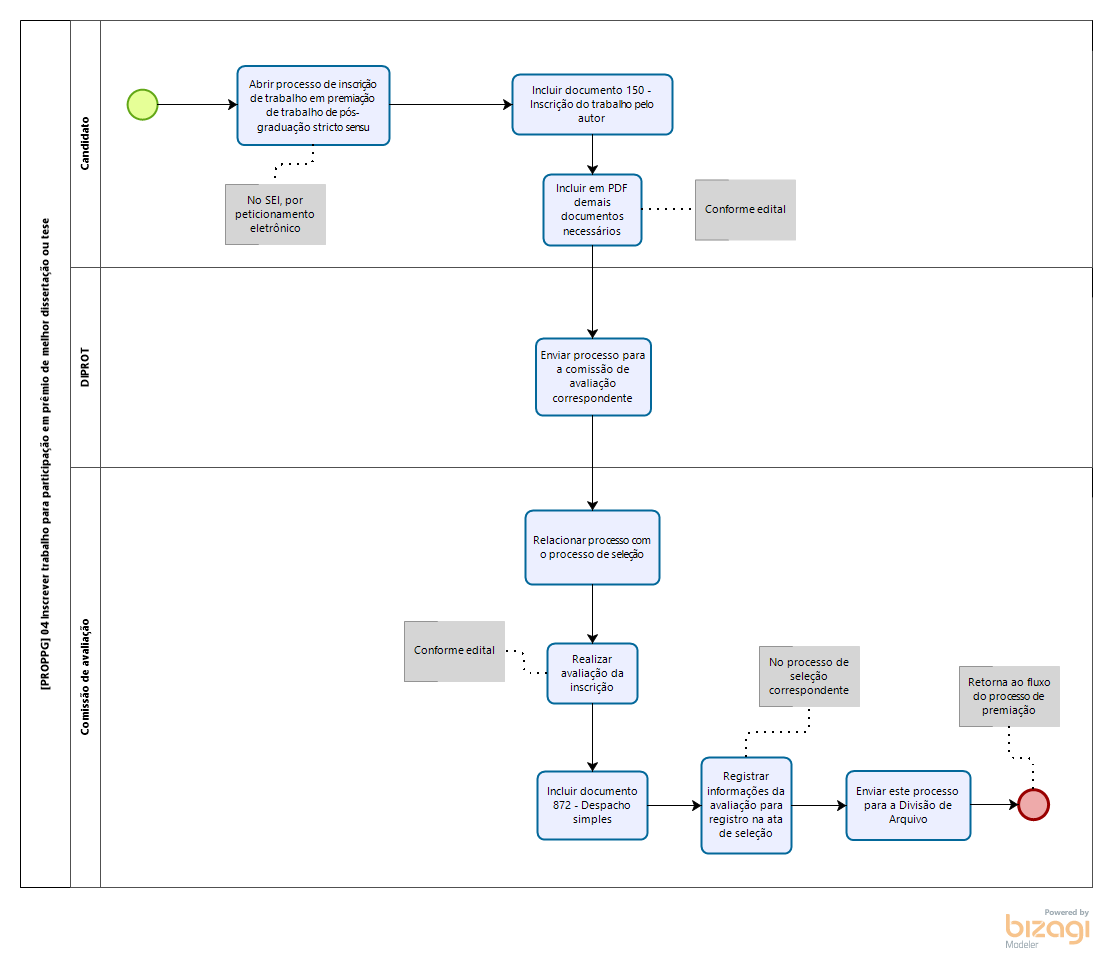 [PROPPG] 04 Inscrever trabalho para participação em prêmio de melhor dissertação ou tese
Candidato
Abrir processo de inscrição
de trabalho em premiação
de trabalho de pós-
graduação stricto sensu
Incluir documento 150 -
Inscrição do trabalho pelo
autor
No SEI, por
peticionamento
eletrônico
Incluir em PDF
demais
documentos
necessários
Conforme edital
DIPROT
Enviar processo para
a comissão de
avaliação
correspondente
Comissão de avaliação
Relacionar processo com
o processo de seleção
Conforme edital
Realizar
avaliação da
inscrição
No processo de
seleção
correspondente
Retorna ao fluxo
do processo de
premiação
Incluir documento
872 - Despacho
simples
Registrar
informações da
avaliação para
registro na ata
de seleção
Enviar este processo
para a Divisão de
Arquivo
Powered by
bizagi
Modeler